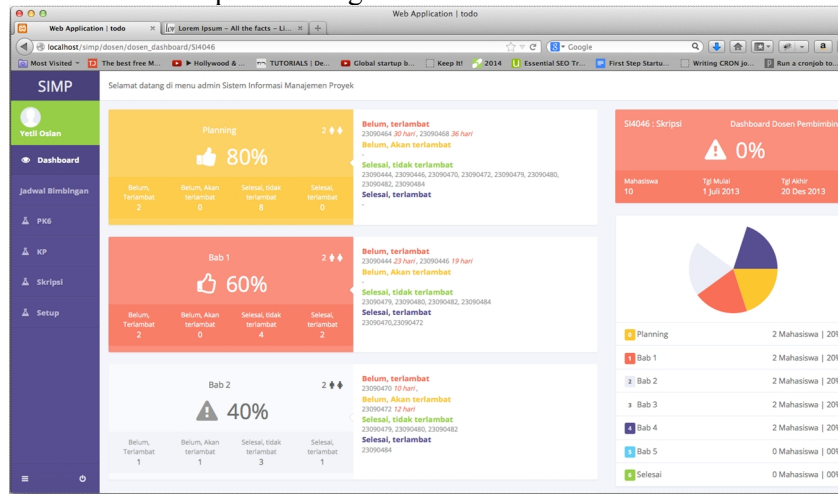 Web Application | todo
Web Application | todo
Lorem Ipsum – All the facts – Li...
localhost/simp/dosen/dosen_dashboard/SI4046
Google
Most Visited
The best free M...
Hollywood & ...
TUTORIALS | De...
Global startup b...
Keep It!
2014
Essential SEO Tr...
First Step Startu...
Writing CRON jo...
Run a cronjob to...
SIMP
Selamat datang di menu admin Sistem Informasi Manajemen Proyek
Yetli Oslan
Dashboard
Jadwal Bimbingan
PK6
KP
Skripsi
Setup
Planning 2
80%
Belum, Terlambat 2
Belum, Akan terlambat 0
Selesai, tidak terlambat 8
Selesai, terlambat 0
Belum, terlambat
23090464 30 hari, 23090468 36 hari
Belum, Akan terlambat
-
Selesai, tidak terlambat
23090444, 23090446, 23090470, 23090472, 23090479, 23090480,
23090482, 23090484
Selesai, terlambat
-
Bab 1 2
60%
Belum, Terlambat 2
Belum, Akan terlambat 0
Selesai, tidak terlambat 4
Selesai, terlambat 2
Belum, terlambat
23090444 23 hari, 23090446 19 hari
Belum, Akan terlambat
-
Selesai, tidak terlambat
23090479, 23090480, 23090482, 23090484
Selesai, terlambat
23090470,23090472
Bab 2 2
40%
Belum, Terlambat 1
Belum, Akan terlambat 1
Selesai, tidak terlambat 3
Selesai, terlambat 1
Belum, terlambat
23090470 10 hari,
Belum, Akan terlambat
23090472 12 hari
Selesai, tidak terlambat
23090479, 23090480, 23090482
Selesai, terlambat
23090484
SI4046 : Skripsi Dashboard Dosen Pembimbin
0%
Mahasiswa 10
Tgl Mulai 1 Juli 2013
Tgl Akhir 20 Des 2013
0 Planning 2 Mahasiswa | 20%
1 Bab 1 2 Mahasiswa | 20%
2 Bab 2 2 Mahasiswa | 20%
3 Bab 3 2 Mahasiswa | 20%
4 Bab 4 2 Mahasiswa | 20%
5 Bab 5 0 Mahasiswa | 00%
6 Selesai 0 Mahasiswa | 00%